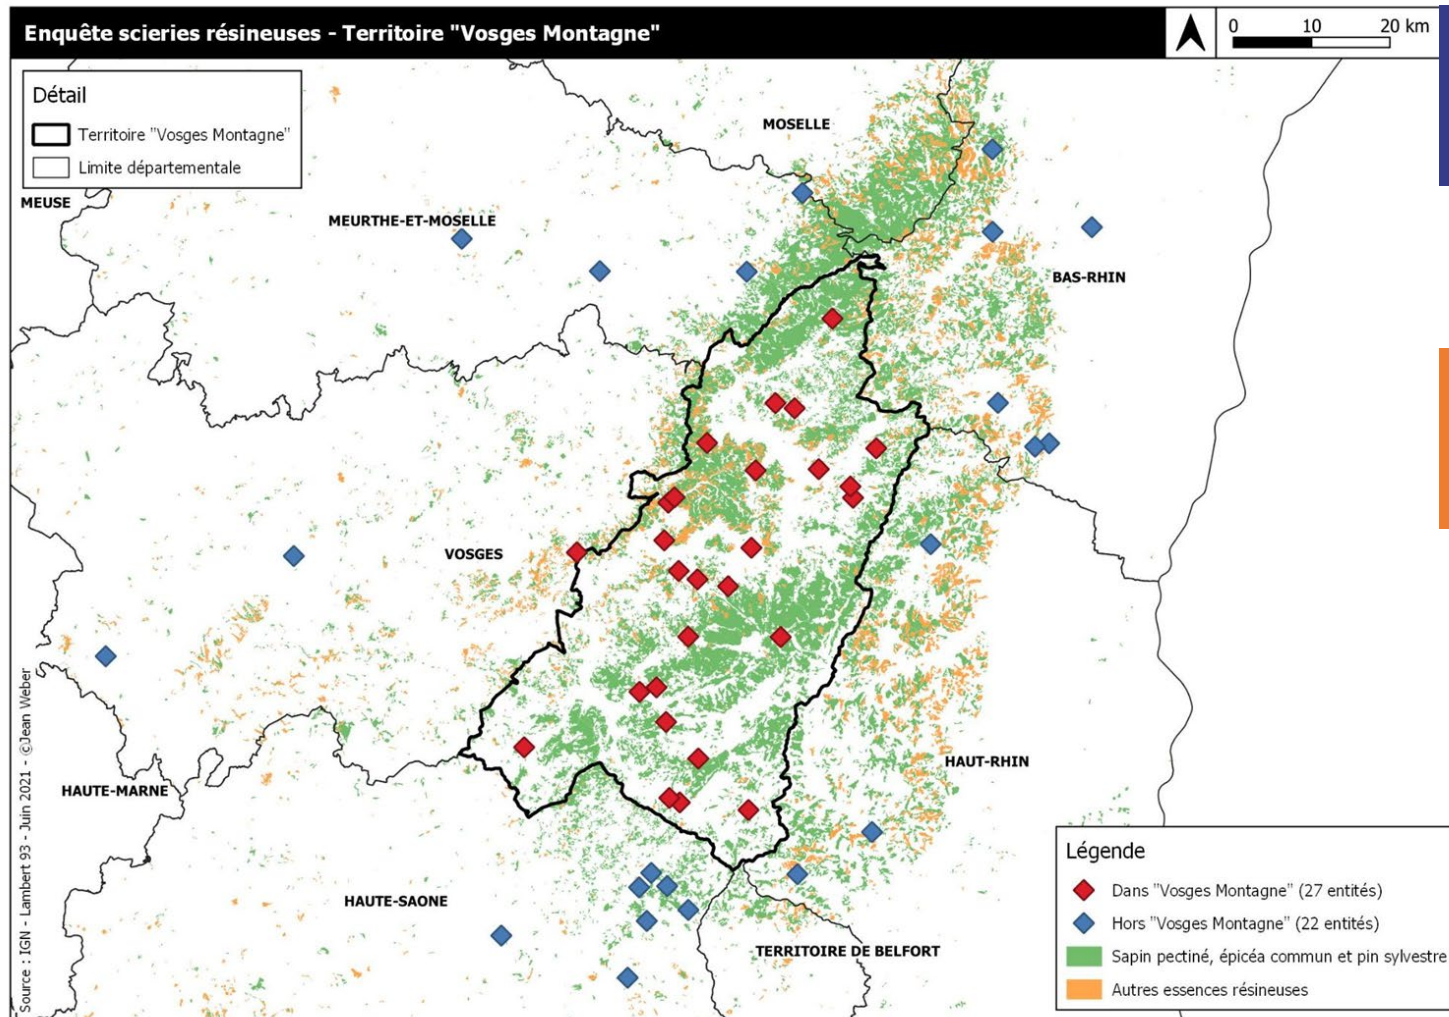 Enquête scieries résineuses - Territoire "Vosges Montagne"
0 10 20 km
Détail
Territoire "Vosges Montagne"
Limite départementale
MOSELLE
MEUSE
MEURTHE-ET-MOSELLE
BAS-RHIN
VOSGES
HAUT-RHIN
HAUTE-MARNE
HAUTE-SAONE
TERRITOIRE DE BELFORT
Légende
Dans "Vosges Montagne" (27 entités)
Hors "Vosges Montagne" (22 entités)
Sapin pectiné, épicéa commun et pin sylvestre
Autres essences résineuses
Source : IGN - Lambert 93 - Juin 2021 - ©Jean Weber